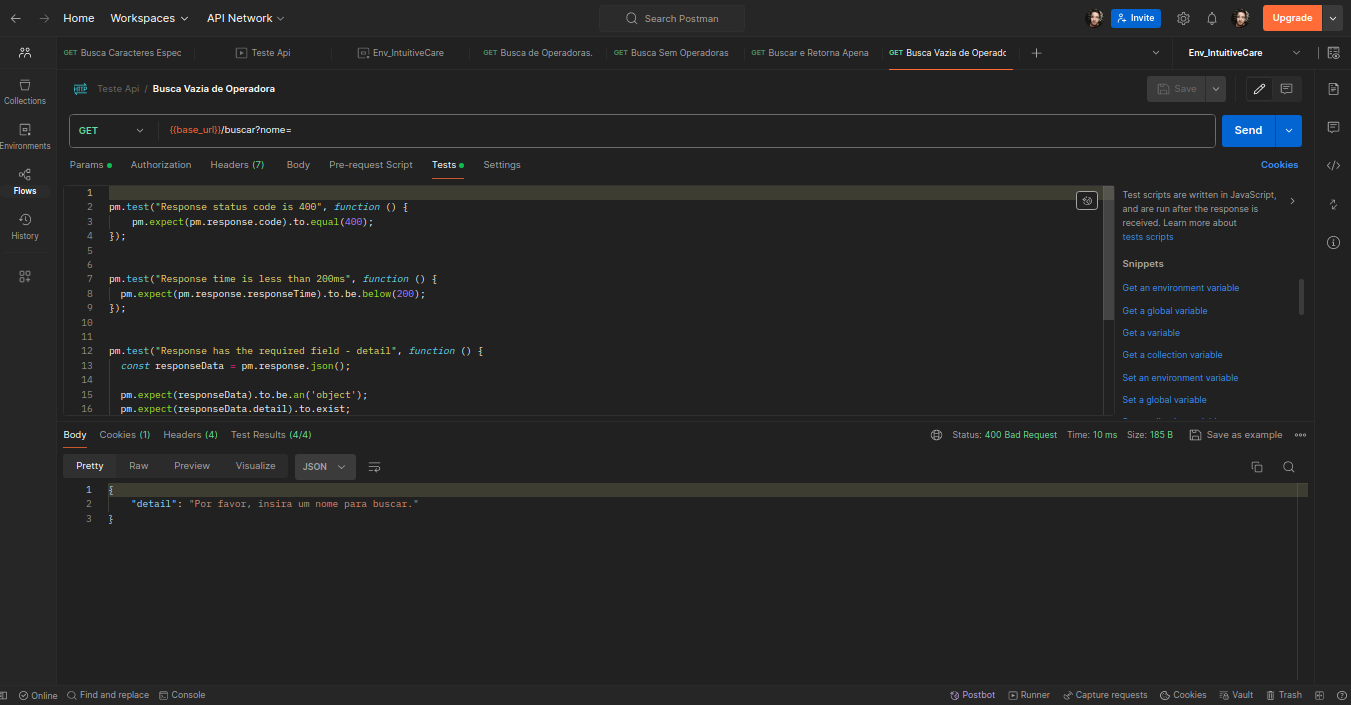 Home Workspaces API Network Search Postman Invite Upgrade
GET Busca Caracteres Espec Teste Api Env_IntuitiveCare GET Busca de Operadoras. GET Busca Sem Operadoras GET Buscar e Retorna Apena GET Busca Vazia de Operadc Env_IntuitiveCare
HTTP Teste Api / Busca Vazia de Operadora Save
GET {{base_url}}/buscar?nome= Send
Params Authorization Headers (7) Body Pre-request Script Tests Settings Cookies
Collections
Environments
Flows
History
1
2 pm.test("Response status code is 400", function () {
3 pm.expect(pm.response.code).to.equal(400);
4 });
5
6
7 pm.test("Response time is less than 200ms", function () {
8 pm.expect(pm.response.responseTime).to.be.below(200);
9 });
10
11
12 pm.test("Response has the required field - detail", function () {
13 const responseData = pm.response.json();
14
15 pm.expect(responseData).to.be.an('object');
16 pm.expect(responseData.detail).to.exist;
Test scripts are written in JavaScript,
and are run after the response is
received. Learn more about
tests scripts
Snippets
Get an environment variable
Get a global variable
Get a variable
Get a collection variable
Set an environment variable
Set a global variable
Body Cookies (1) Headers (4) Test Results (4/4) Status: 400 Bad Request Time: 10 ms Size: 185 B Save as example
Pretty Raw Preview Visualize JSON
1 {
2 "detail": "Por favor, insira um nome para buscar."
3 }
Online Find and replace Console Postbot Runner Capture requests Cookies Vault Trash